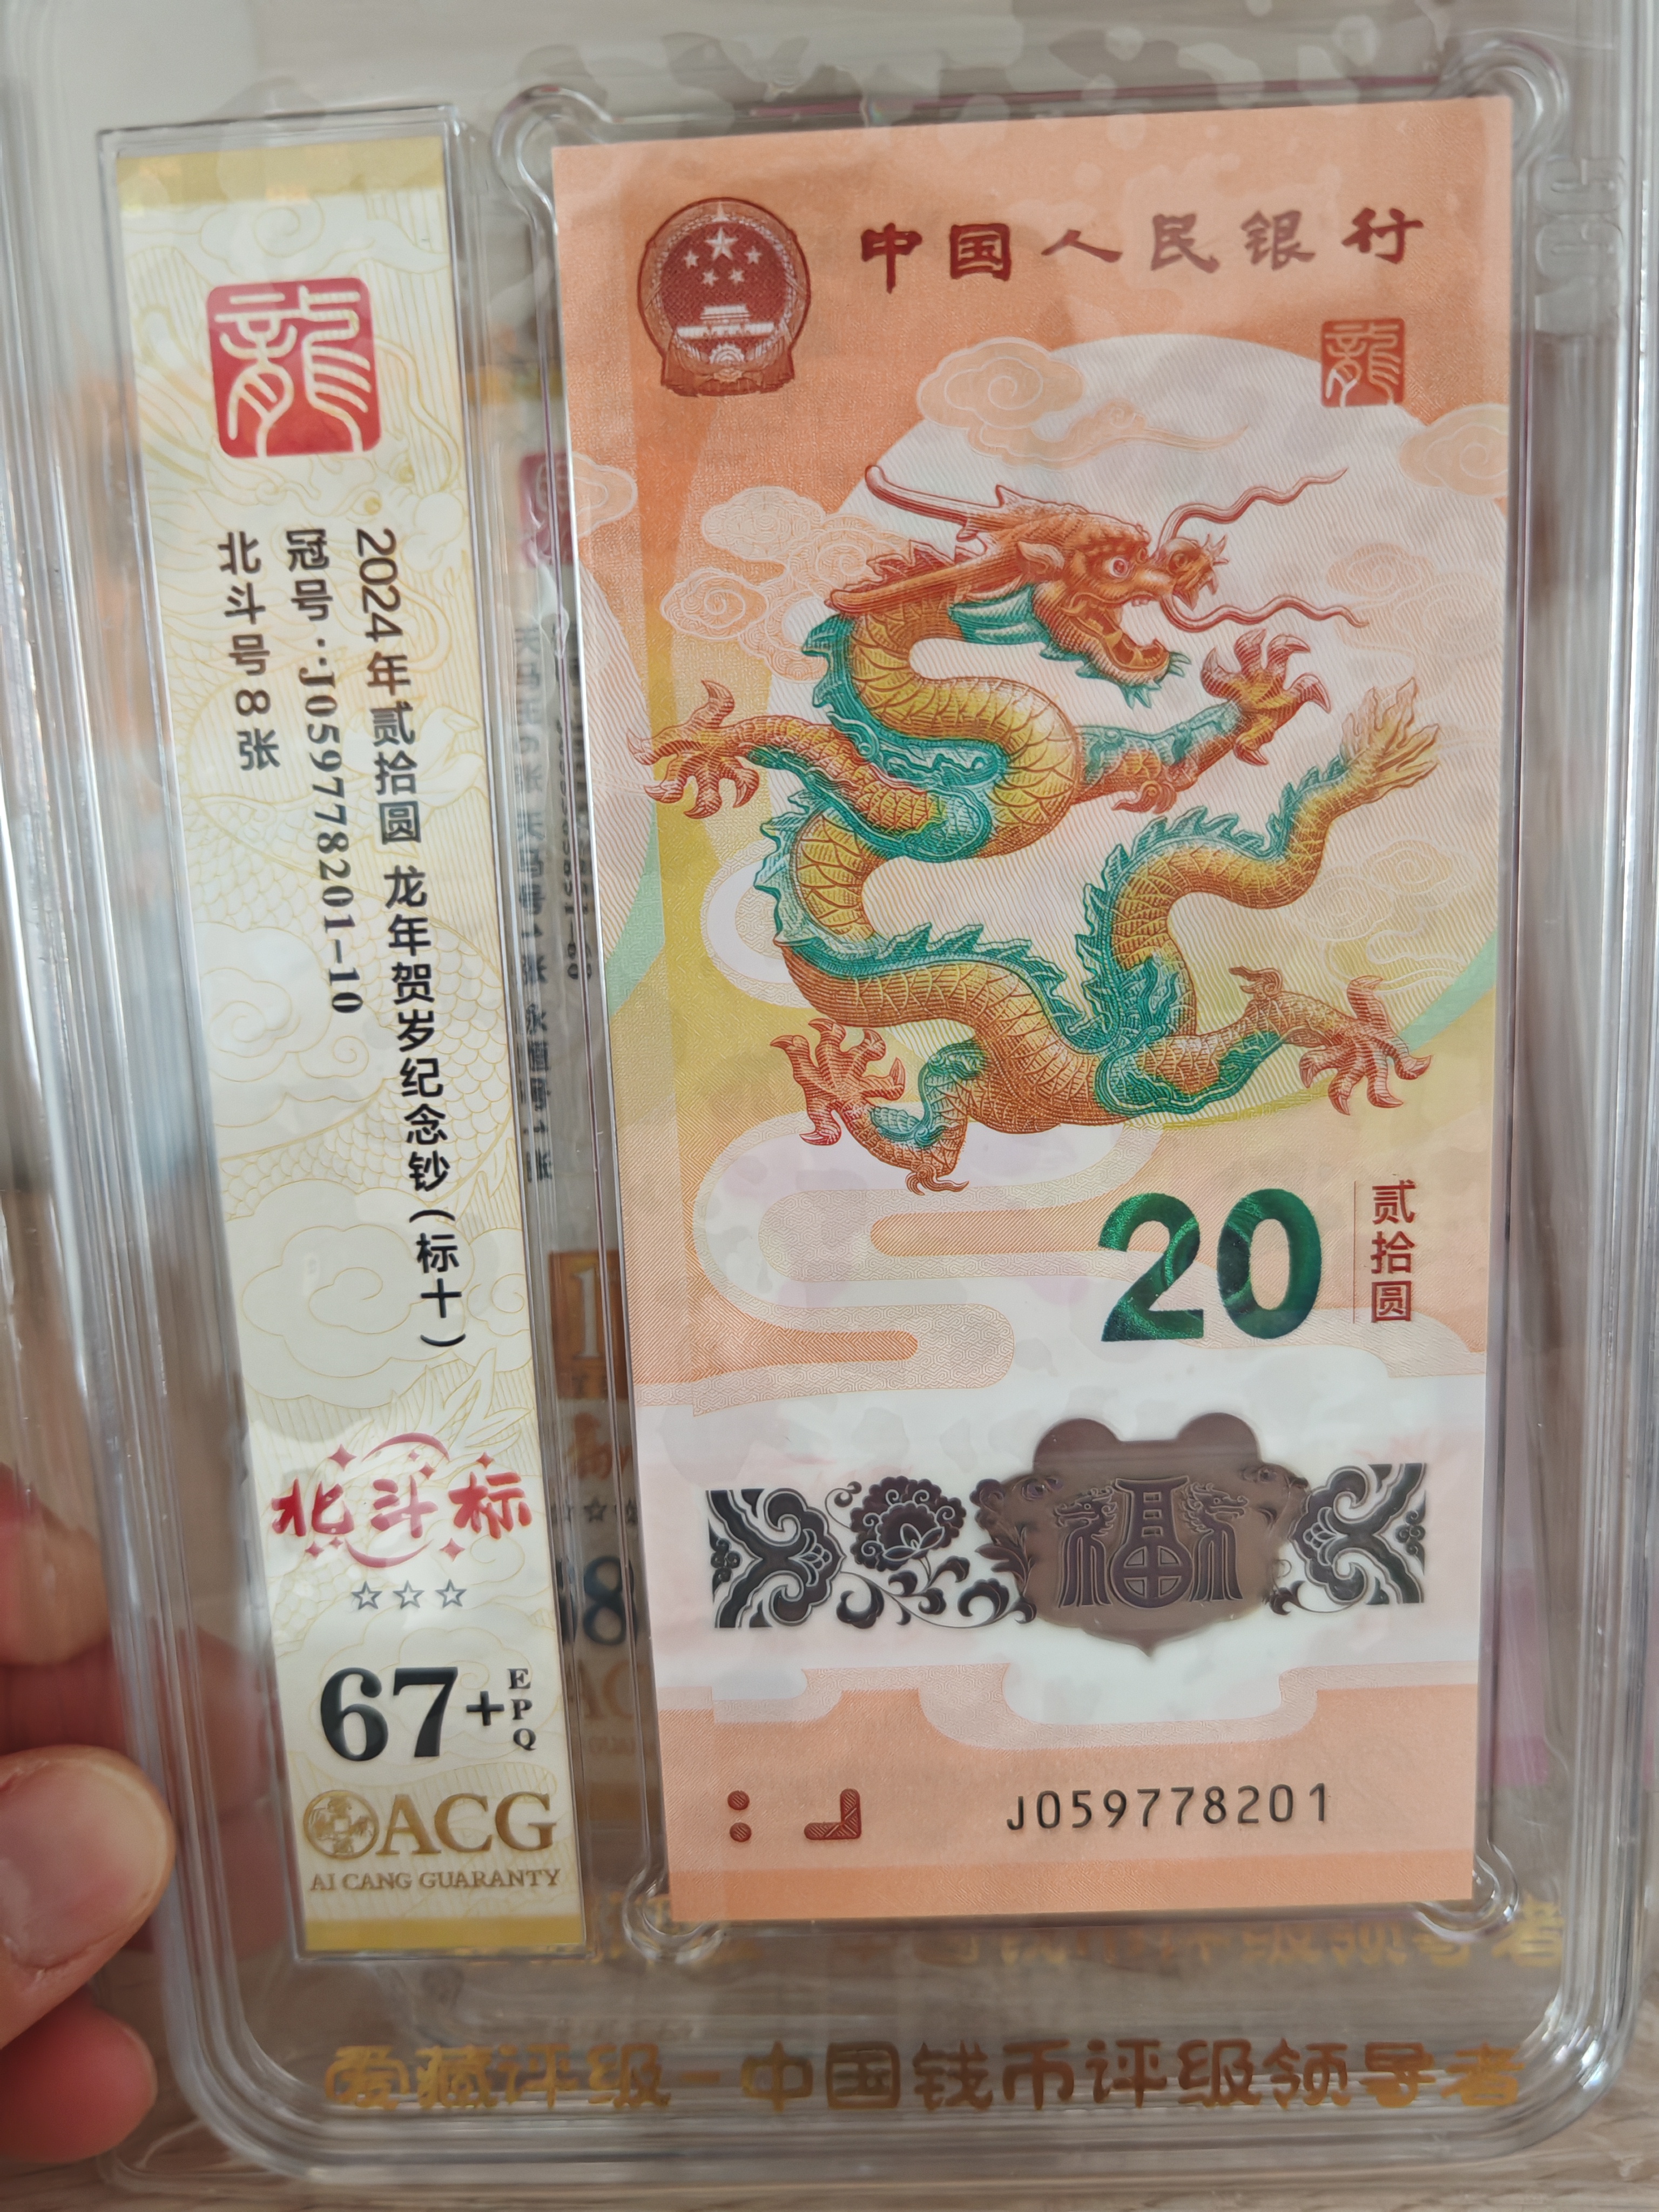 龍
2024年贰拾圆 龙年贺岁纪念钞（标十）
冠号：J059778201-10
北斗号8张
北斗标
☆☆☆
67+
EPQ
ACG
AI CANG GUARANTY
中国人民银行
龍
20
贰拾圆
福
J059778201
爱藏评级-中国钱币评级领导者